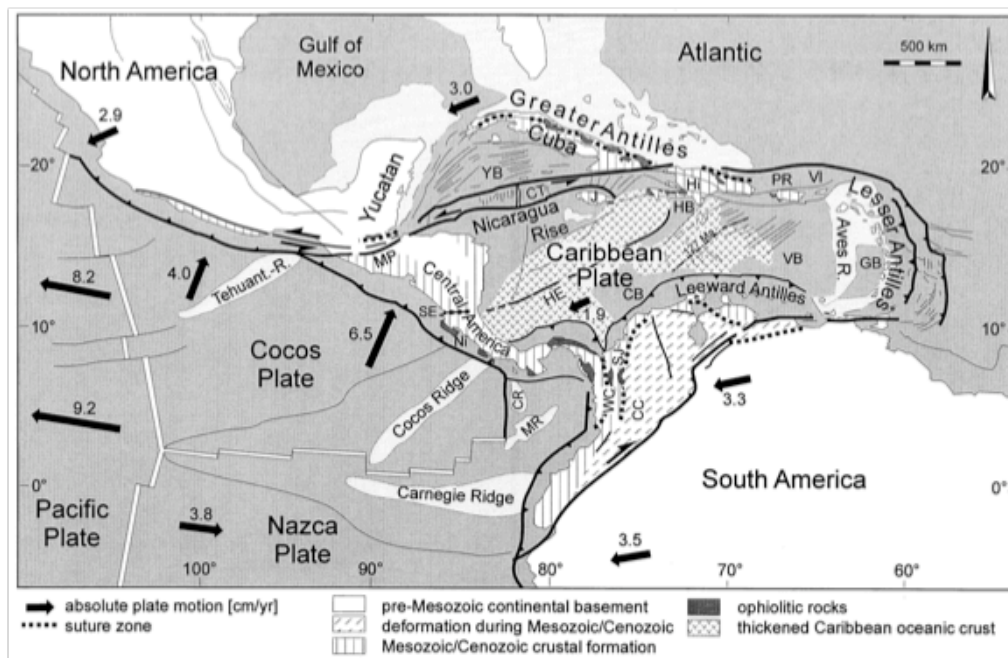 Gulf of
Mexico
Atlantic
500 km
North America
3.0
2.9
Greater Antilles
Cuba
20°
20°
Yucatan
YB
CT
J
Hi
PR
VI
Nicaragua
Rise
HB
Lesser Antilles
Caribbean
Plate
Aves R.
GB
VB
MP
4.0
8.2
Tehuant.-R.
Central America
HE
1.9
CB
Leeward Antilles
10°
10°
SE
6.5
Ni
Cocos
Plate
SJ
WC
CC
3.3
9.2
Cocos Ridge
CR
MR
0°
0°
South America
Carnegie Ridge
Pacific
Plate
3.8
Nazca
Plate
3.5
100°
90°
80°
70°
60°
absolute plate motion [cm/yr]
suture zone
pre-Mesozoic continental basement
deformation during Mesozoic/Cenozoic
Mesozoic/Cenozoic crustal formation
ophiolitic rocks
thickened Caribbean oceanic crust